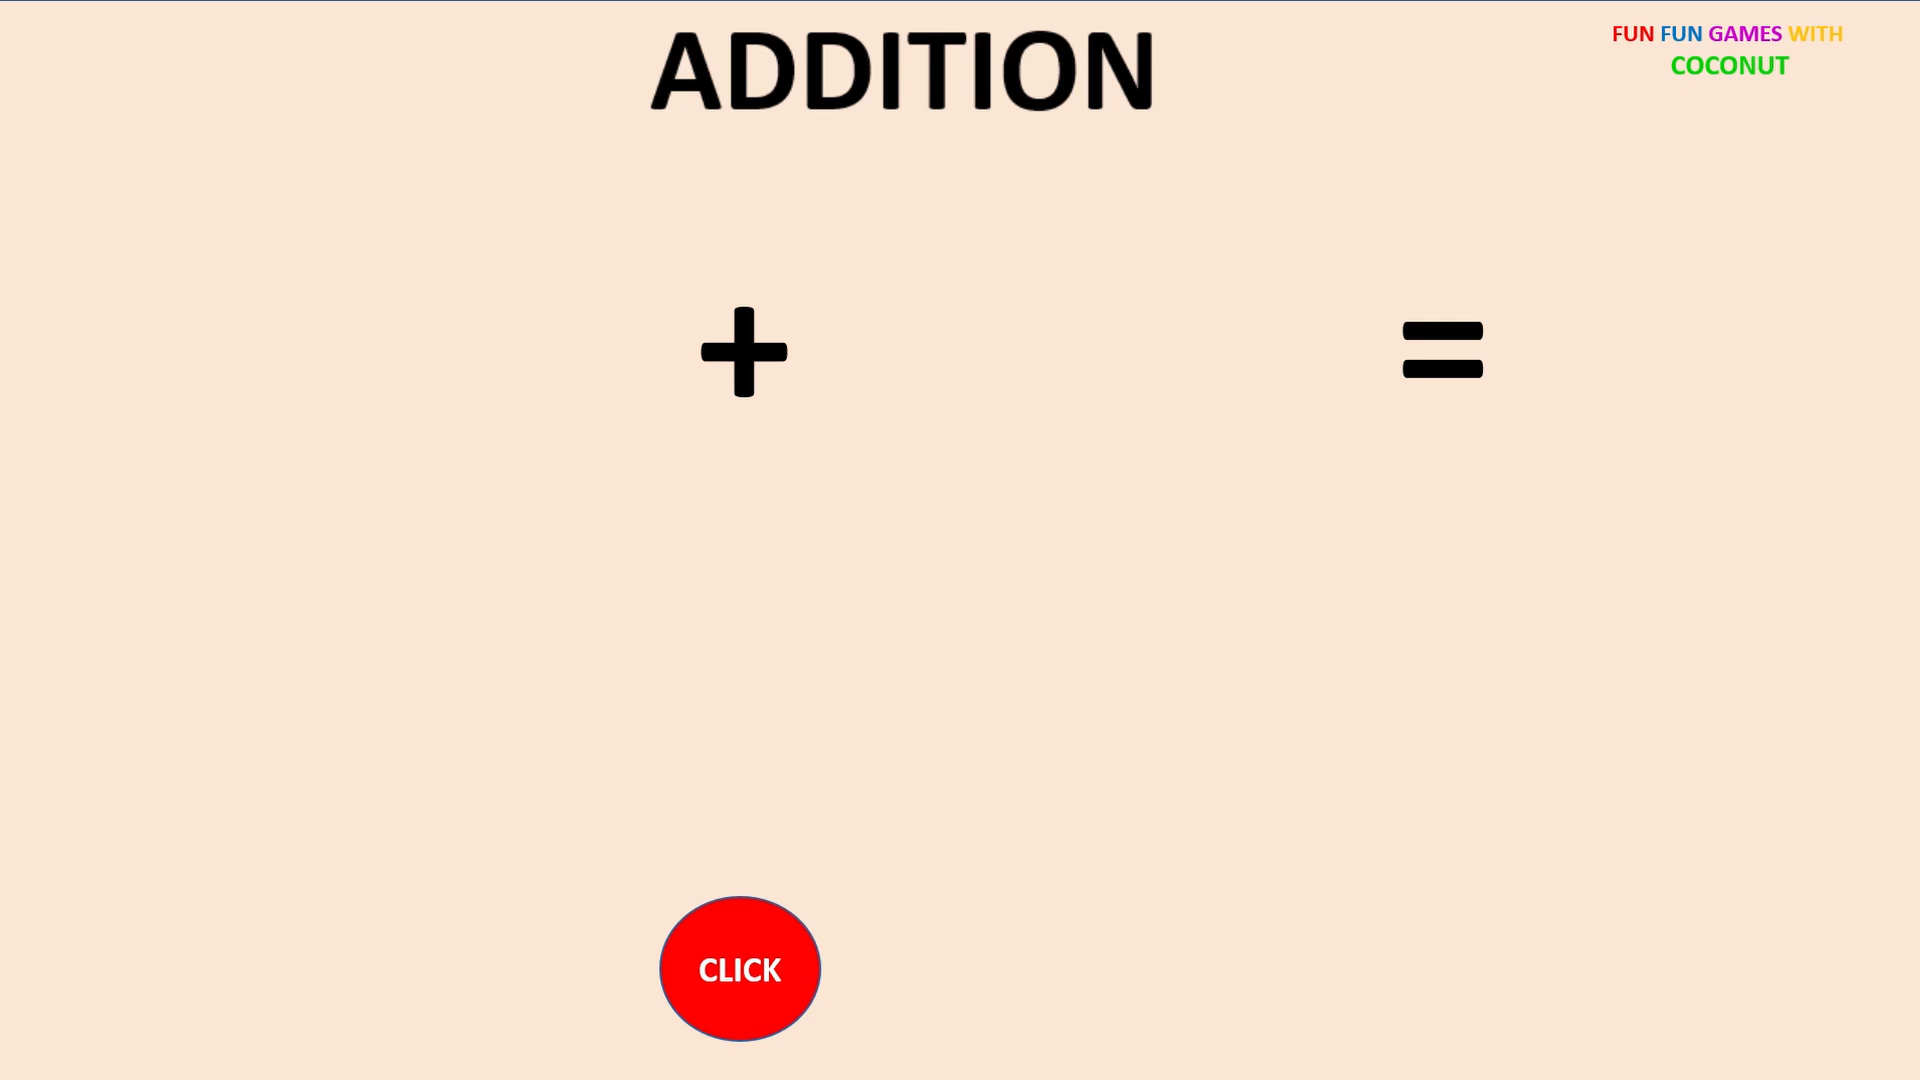 ADDITION
FUN FUN GAMES WITH
COCONUT
+ =
CLICK